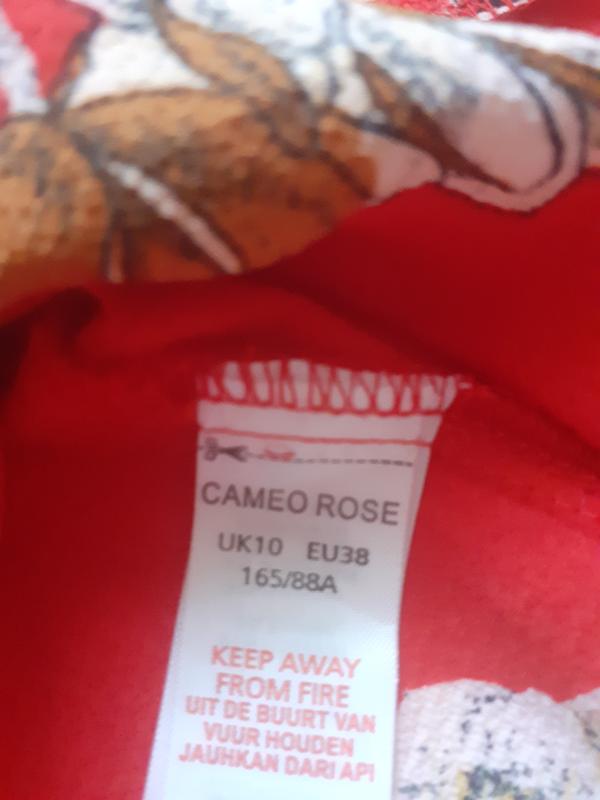 CAMEO ROSE
UK10 EU38
165/88A
KEEP AWAY
FROM FIRE
UIT DE BUURT VAN
VUUR HOUDEN
JAUHKAN DARI API